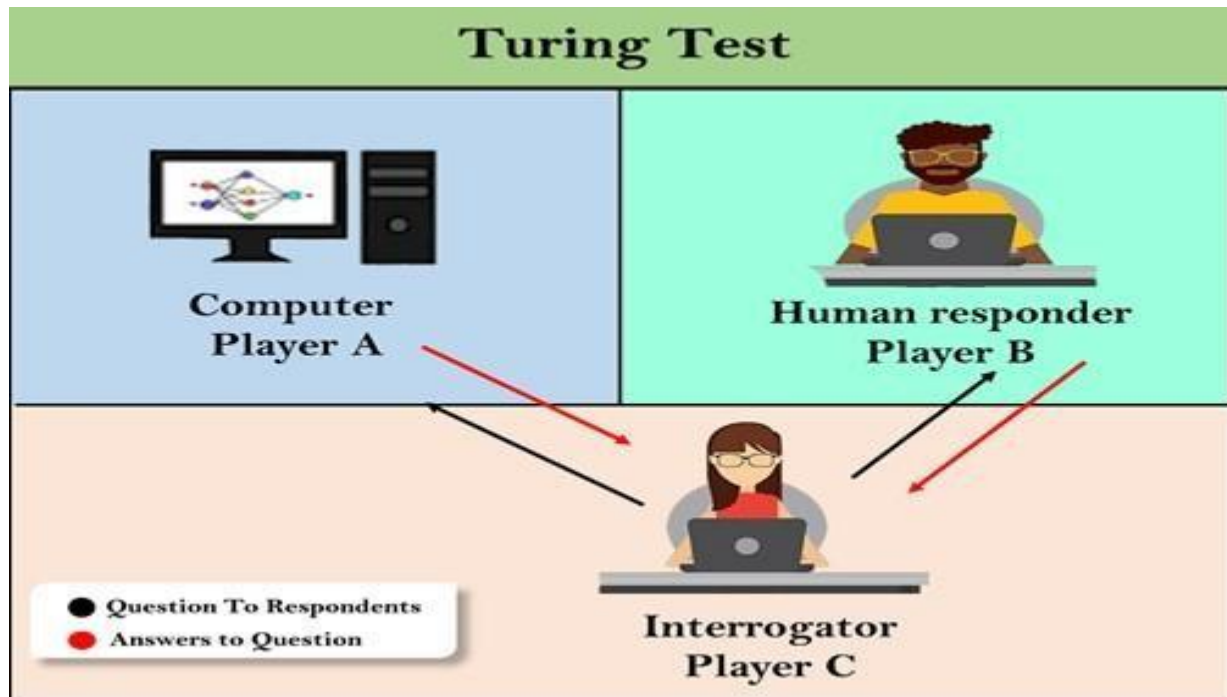 Turing Test
Computer
Player A
Human responder
Player B
Question To Respondents
Answers to Question
Interrogator
Player C